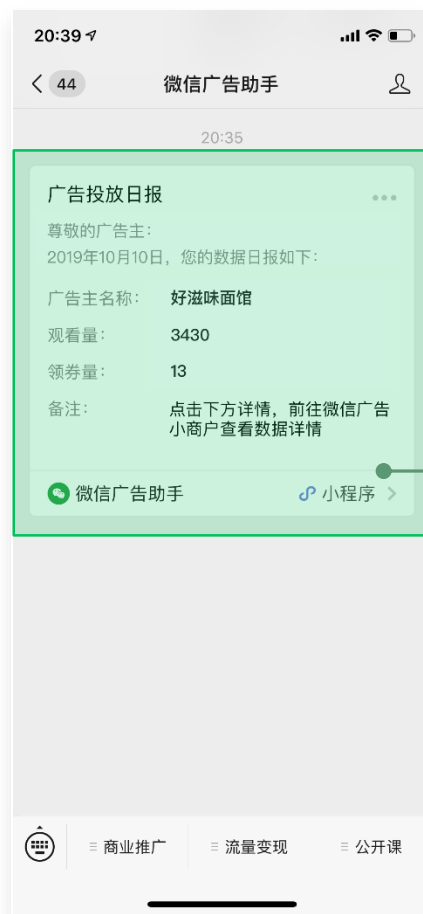 20:39
44
微信广告助手
20:35
广告投放日报
尊敬的广告主：
2019年10月10日，您的数据日报如下：
广告主名称： 好滋味面馆
观看量： 3430
领券量： 13
备注： 点击下方详情，前往微信广告
小商户查看数据详情
微信广告助手 小程序
商业推广 流量变现 公开课